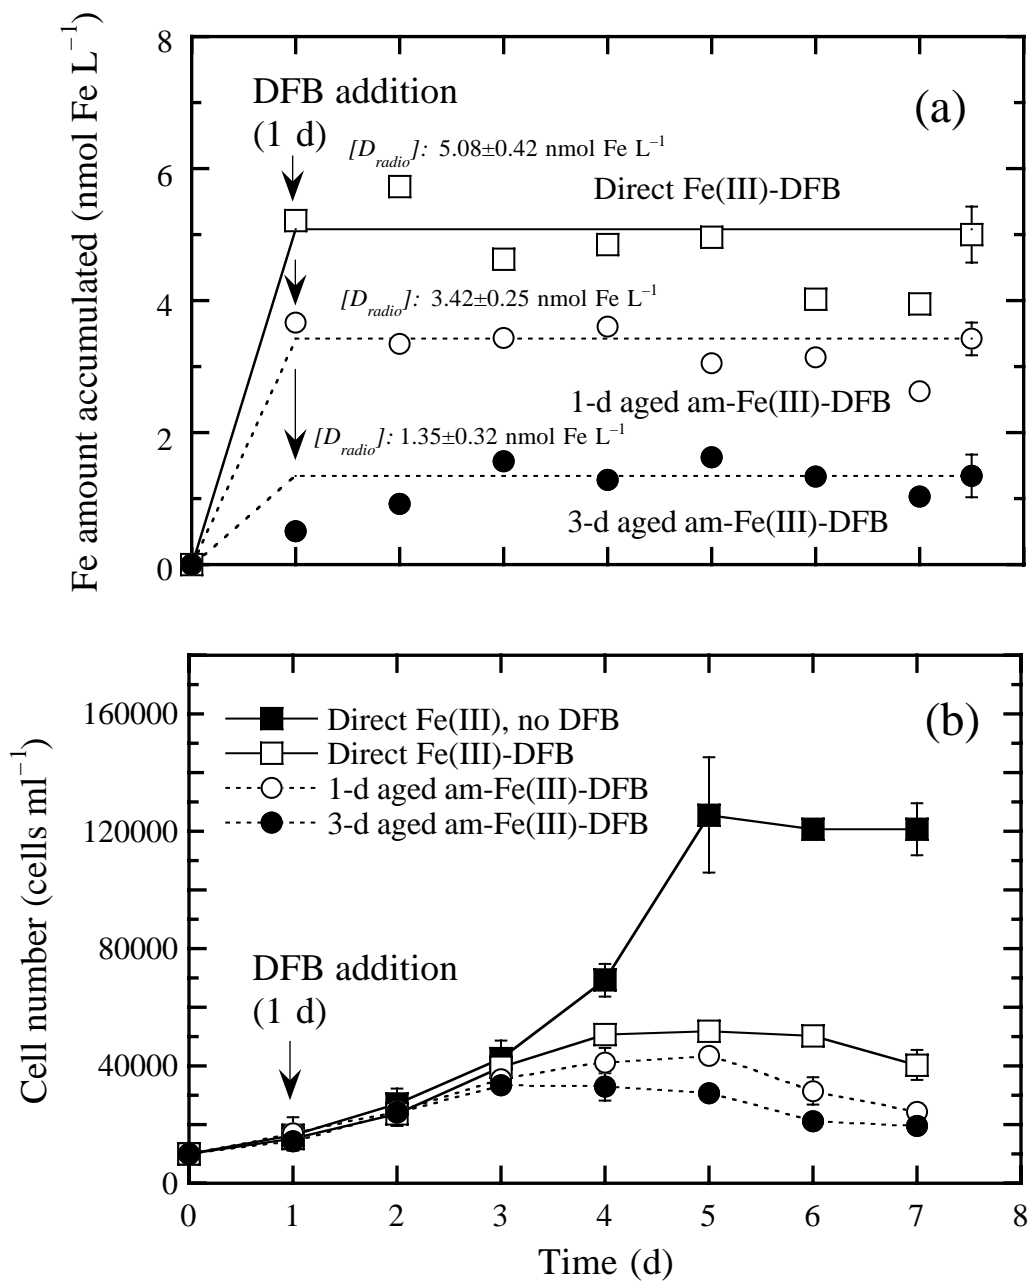 Fe amount accumulated (nmol Fe L⁻¹)
8
6
4
2
0
DFB addition
(1 d)
(a)
[D_radio]: 5.08±0.42 nmol Fe L⁻¹
Direct Fe(III)-DFB
[D_radio]: 3.42±0.25 nmol Fe L⁻¹
1-d aged am-Fe(III)-DFB
[D_radio]: 1.35±0.32 nmol Fe L⁻¹
3-d aged am-Fe(III)-DFB
Cell number (cells ml⁻¹)
160000
120000
80000
40000
0
(b)
Direct Fe(III), no DFB
Direct Fe(III)-DFB
1-d aged am-Fe(III)-DFB
3-d aged am-Fe(III)-DFB
DFB addition
(1 d)
0 1 2 3 4 5 6 7 8
Time (d)